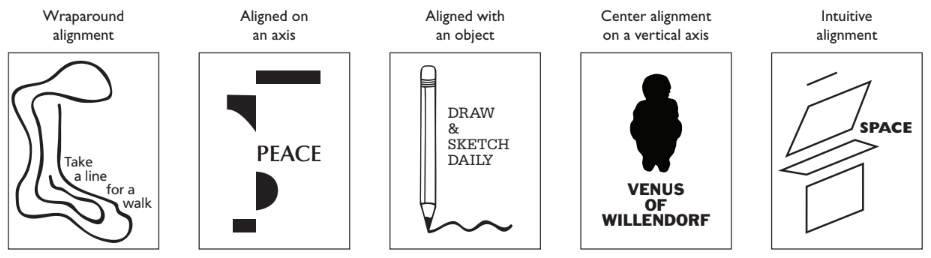 Wraparound
alignment
Take
a line
for a
walk
Aligned on
an axis
PEACE
Aligned with
an object
DRAW
&
SKETCH
DAILY
Center alignment
on a vertical axis
VENUS
OF
WILLENDORF
Intuitive
alignment
SPACE